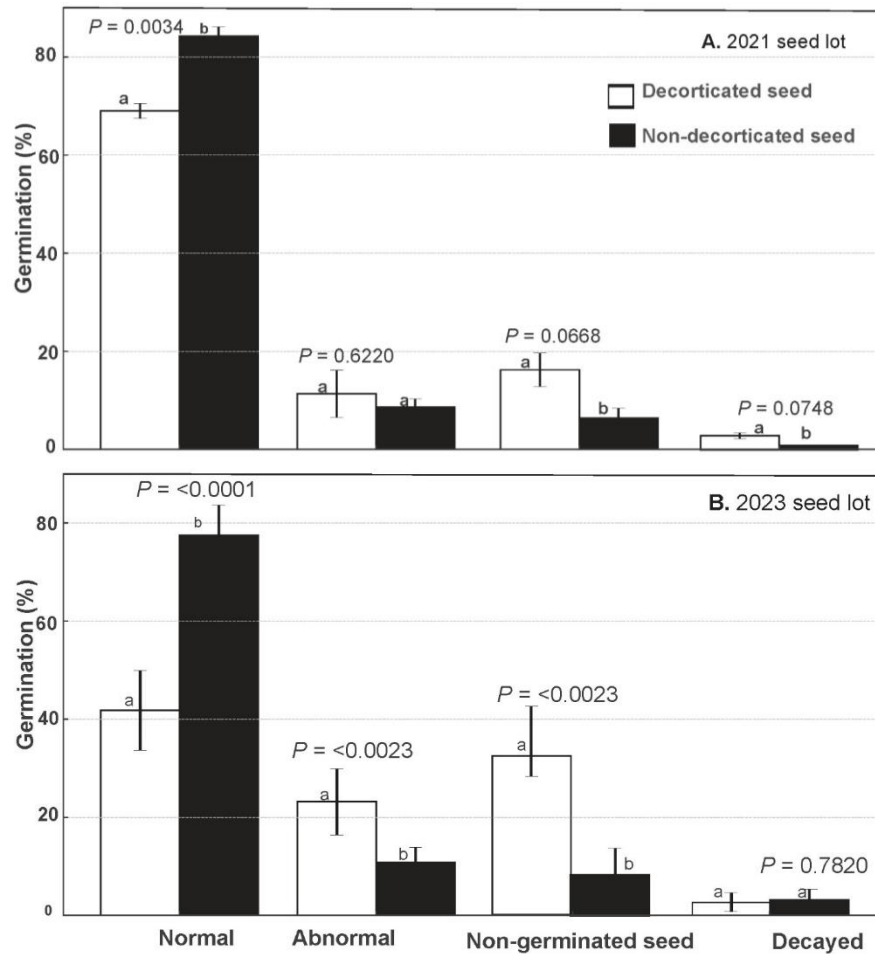 A. 2021 seed lot
P = 0.0034
b
80
a
Decorticated seed
Non-decorticated seed
Germination (%)
60
40
20
P = 0.6220
P = 0.0668
a
a
a
b
P = 0.0748
a
b
0
P = <0.0001
B. 2023 seed lot
b
80
Germination (%)
60
40
a
P = <0.0023
P = <0.0023
a
a
20
b
b
P = 0.7820
a
a
0
Normal
Abnormal
Non-germinated seed
Decayed